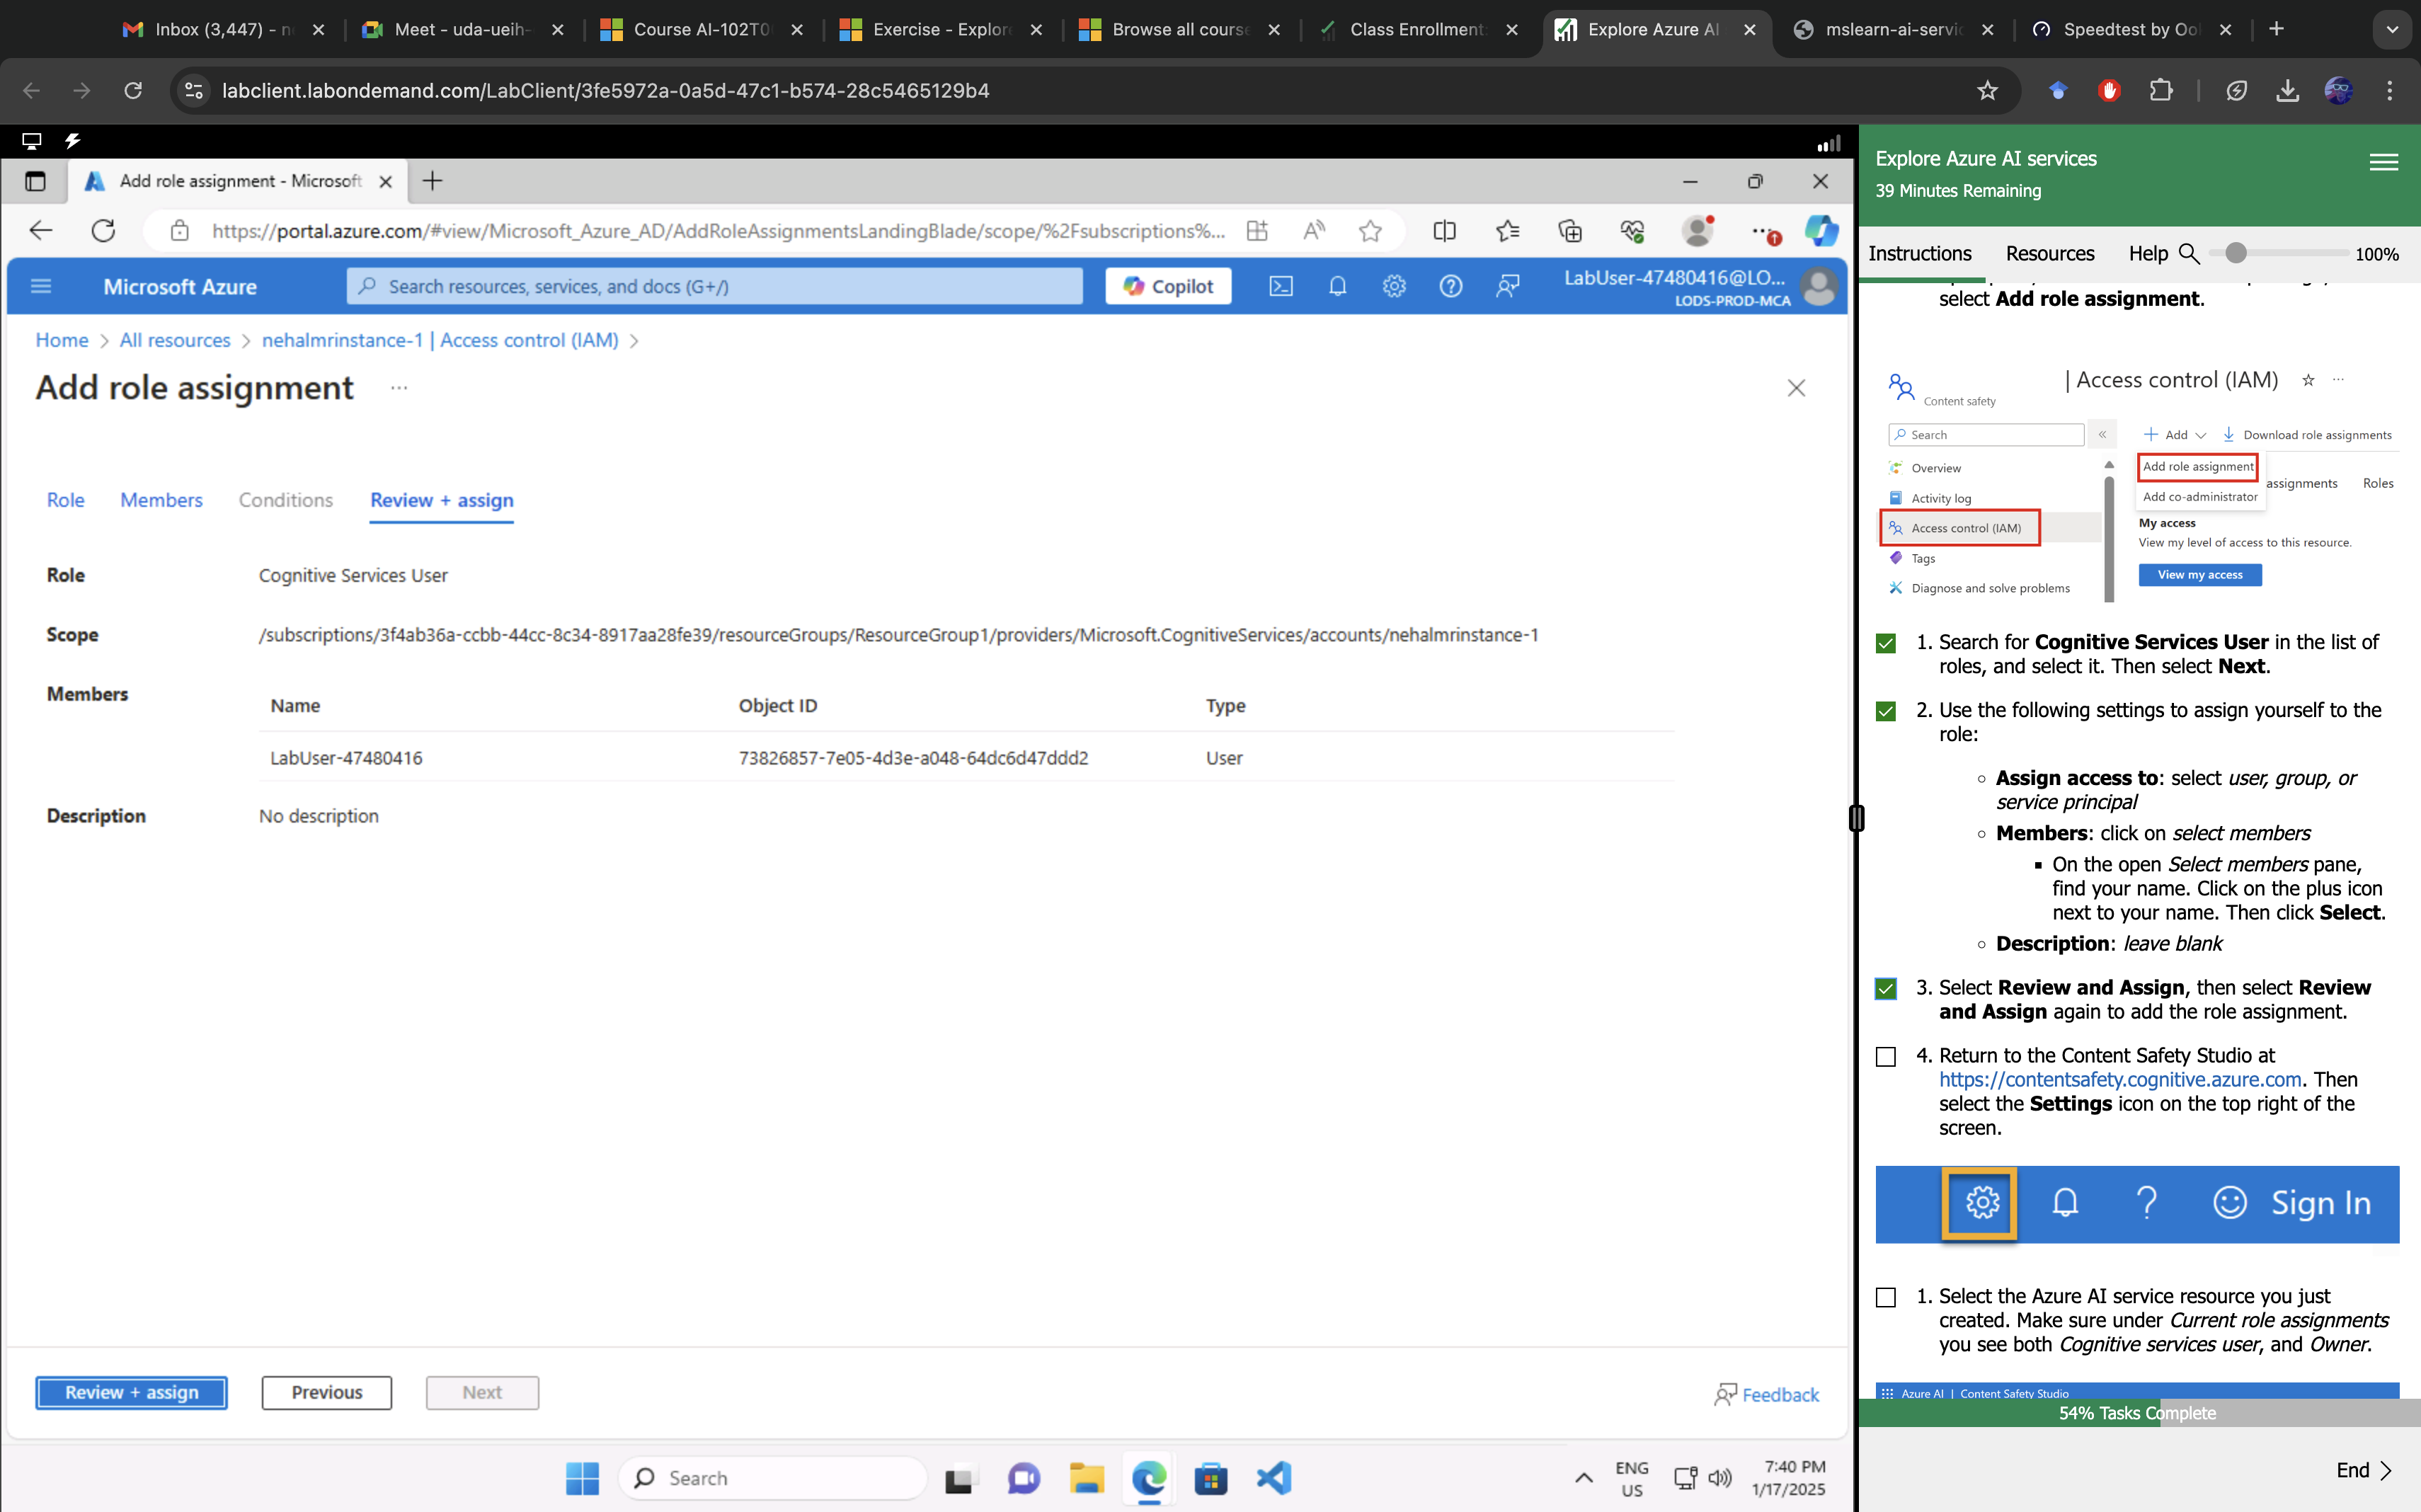 Inbox (3,447) - n
Meet - uda-ueih-
Course AI-102T0
Exercise - Explore
Browse all course
Class Enrollment
Explore Azure AI
mslearn-ai-servic
Speedtest by Ool
labclient.labondemand.com/LabClient/3fe5972a-0a5d-47c1-b574-28c5465129b4
Add role assignment - Microsoft
https://portal.azure.com/#view/Microsoft_Azure_AD/AddRoleAssignmentsLandingBlade/scope/%2Fsubscriptions%...
Microsoft Azure
Search resources, services, and docs (G+/)
Copilot
LabUser-47480416@LO...
LODS-PROD-MCA
Home > All resources > nehalmrinstance-1 | Access control (IAM) >
Add role assignment ...
Role Members Conditions Review + assign
Role Cognitive Services User
Scope /subscriptions/3f4ab36a-ccbb-44cc-8c34-8917aa28fe39/resourceGroups/ResourceGroup1/providers/Microsoft.CognitiveServices/accounts/nehalmrinstance-1
Members
Name Object ID Type
LabUser-47480416 73826857-7e05-4d3e-a048-64dc6d47ddd2 User
Description No description
Review + assign Previous Next
Feedback
Search
ENG
US
7:40 PM
1/17/2025
Explore Azure AI services
39 Minutes Remaining
Instructions Resources Help 100%
select Add role assignment.
| Access control (IAM)
Content safety
Search
Add Download role assignments
Overview
Add role assignment
Activity log
assignments Roles
Add co-administrator
Access control (IAM)
My access
View my level of access to this resource.
Tags
View my access
Diagnose and solve problems
1. Search for Cognitive Services User in the list of
roles, and select it. Then select Next.
2. Use the following settings to assign yourself to the
role:
Assign access to: select user, group, or
service principal
Members: click on select members
On the open Select members pane,
find your name. Click on the plus icon
next to your name. Then click Select.
Description: leave blank
3. Select Review and Assign, then select Review
and Assign again to add the role assignment.
4. Return to the Content Safety Studio at
https://contentsafety.cognitive.azure.com. Then
select the Settings icon on the top right of the
screen.
Sign In
1. Select the Azure AI service resource you just
created. Make sure under Current role assignments
you see both Cognitive services user, and Owner.
Azure AI | Content Safety Studio
54% Tasks Complete
End